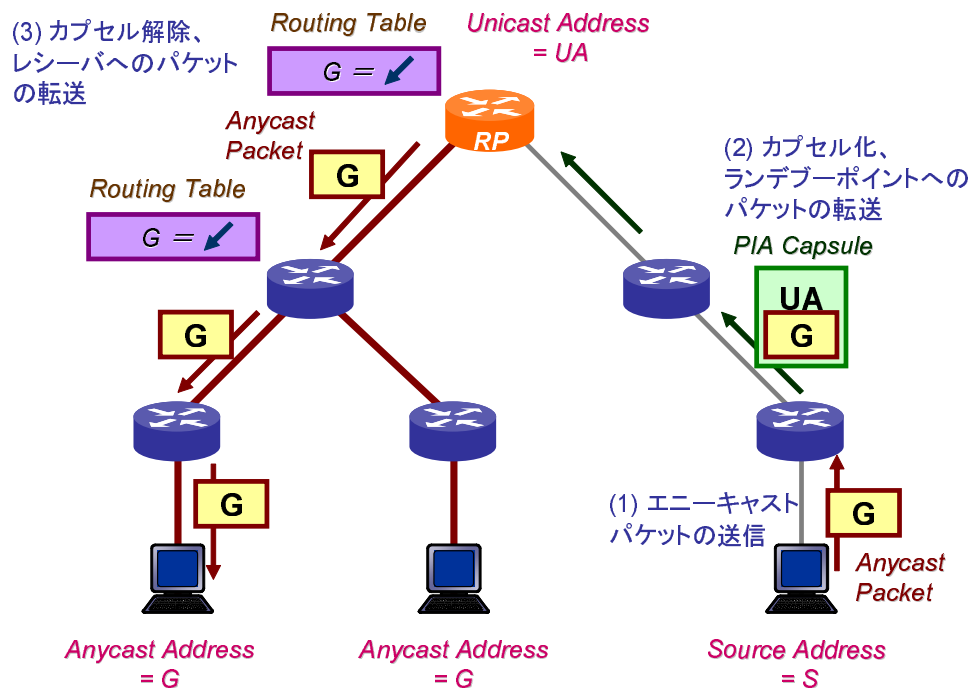 (3) カプセル解除、
レシーバへのパケット
の転送
Routing Table
G =
Unicast Address
= UA
RP
Anycast
Packet
G
Routing Table
G =
(2) カプセル化、
ランデブーポイントへの
パケットの転送
PIA Capsule
UA
G
G
G
(1) エニーキャスト
パケットの送信
G
Anycast
Packet
Anycast Address
= G
Anycast Address
= G
Source Address
= S